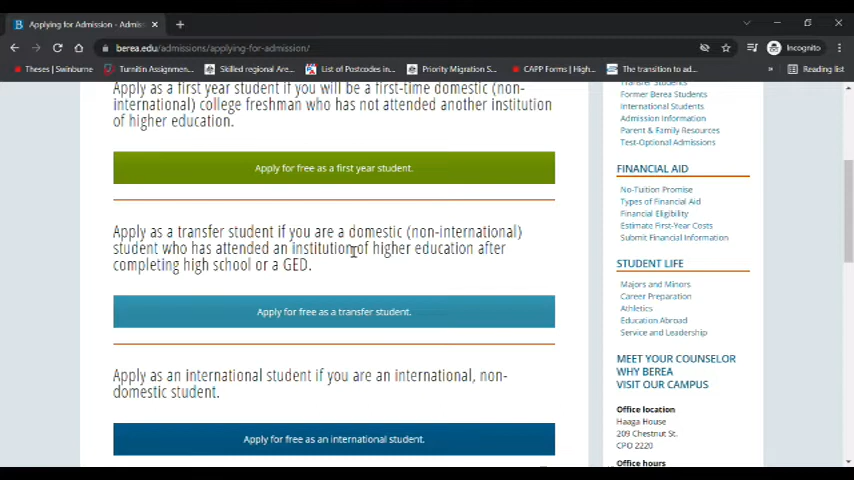 Applying for Admission - Admis
berea.edu/admissions/applying-for-admission/
Incognito
Theses | Swinburne
Turnitin Assignmen...
Skilled regional Are...
List of Postcodes in...
Priority Migration S...
CAPP Forms | High...
The transition to ad...
»
Reading list
Apply as a first year student if you will be a first-time domestic (non-
international) college freshman who has not attended another institution
of higher education.
Apply for free as a first year student.
Apply as a transfer student if you are a domestic (non-international)
student who has attended an institution of higher education after
completing high school or a GED.
Apply for free as a transfer student.
Apply as an international student if you are an international, non-
domestic student.
Apply for free as an international student.
Transfer Students
Former Berea Students
International Students
Admission Information
Parent & Family Resources
Test-Optional Admissions
FINANCIAL AID
No-Tuition Promise
Types of Financial Aid
Financial Eligibility
Estimate First-Year Costs
Submit Financial Information
STUDENT LIFE
Majors and Minors
Career Preparation
Athletics
Education Abroad
Service and Leadership
MEET YOUR COUNSELOR
WHY BEREA
VISIT OUR CAMPUS
Office location
Haaga House
209 Chestnut St.
CPO 2220
Office hours